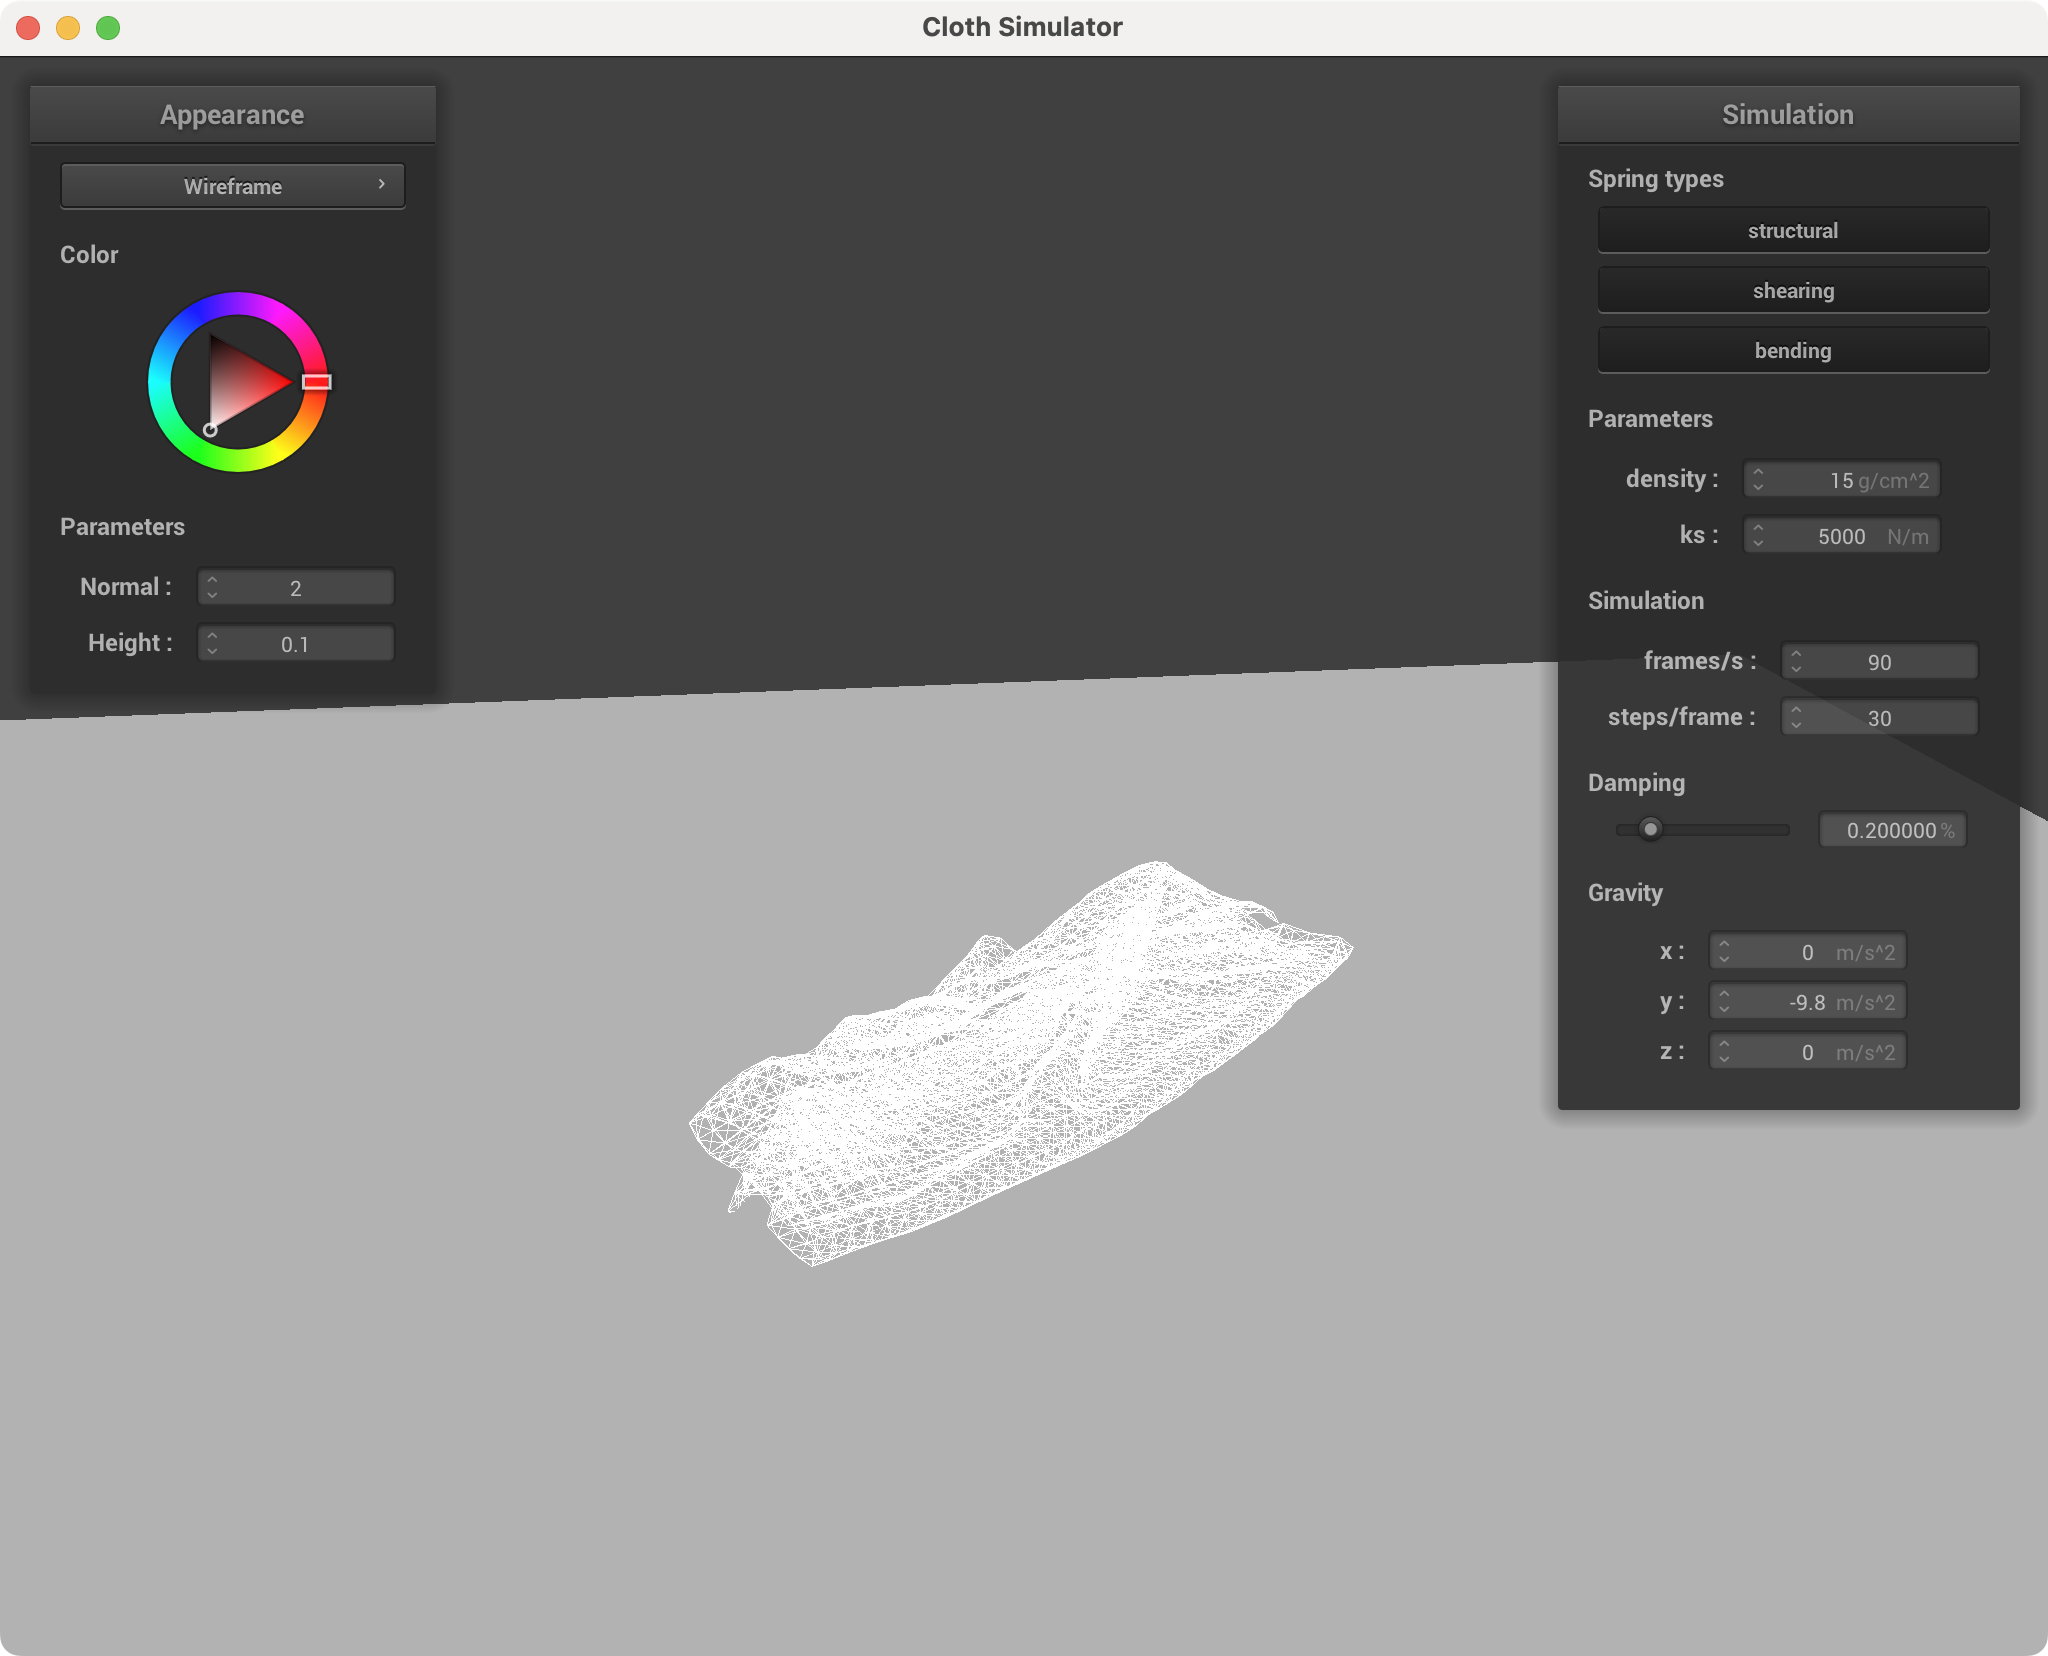 Cloth Simulator
Appearance
Wireframe
Color
Parameters
Normal : 2
Height : 0.1
Simulation
Spring types
structural
shearing
bending
Parameters
density : 15 g/cm^2
ks : 5000 N/m
Simulation
frames/s : 90
steps/frame : 30
Damping
0.200000 %
Gravity
x : 0 m/s^2
y : -9.8 m/s^2
z : 0 m/s^2